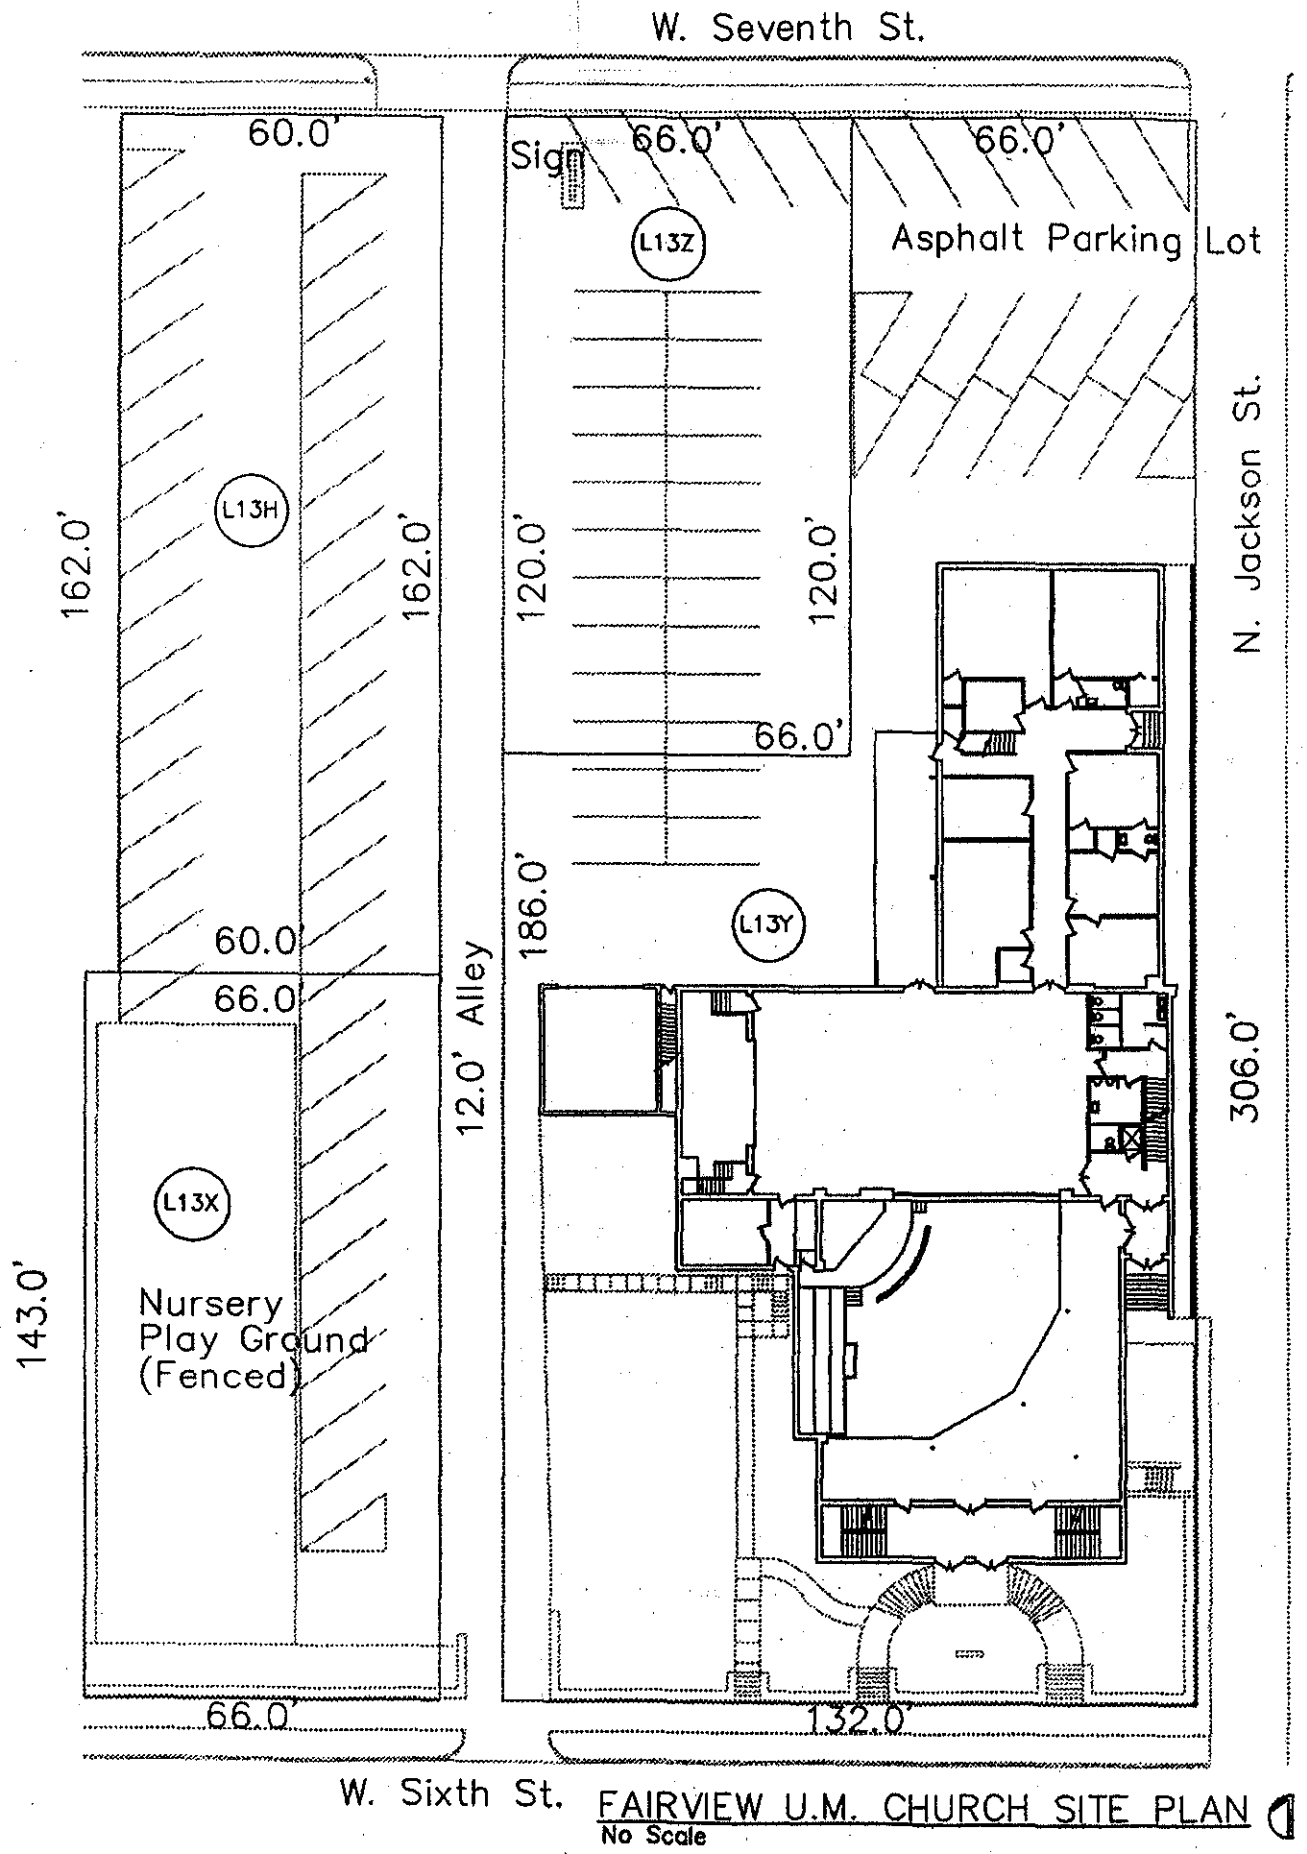 W. Seventh St.
60.0'
66.0'
66.0'
Sign
L13Z
Asphalt Parking Lot
L13H
162.0'
162.0'
120.0'
120.0'
N. Jackson St.
66.0'
186.0'
L13Y
60.0'
66.0'
12.0' Alley
306.0'
L13X
143.0'
Nursery
Play Ground
(Fenced)
66.0'
132.0'
W. Sixth St.
FAIRVIEW U.M. CHURCH SITE PLAN
No Scale